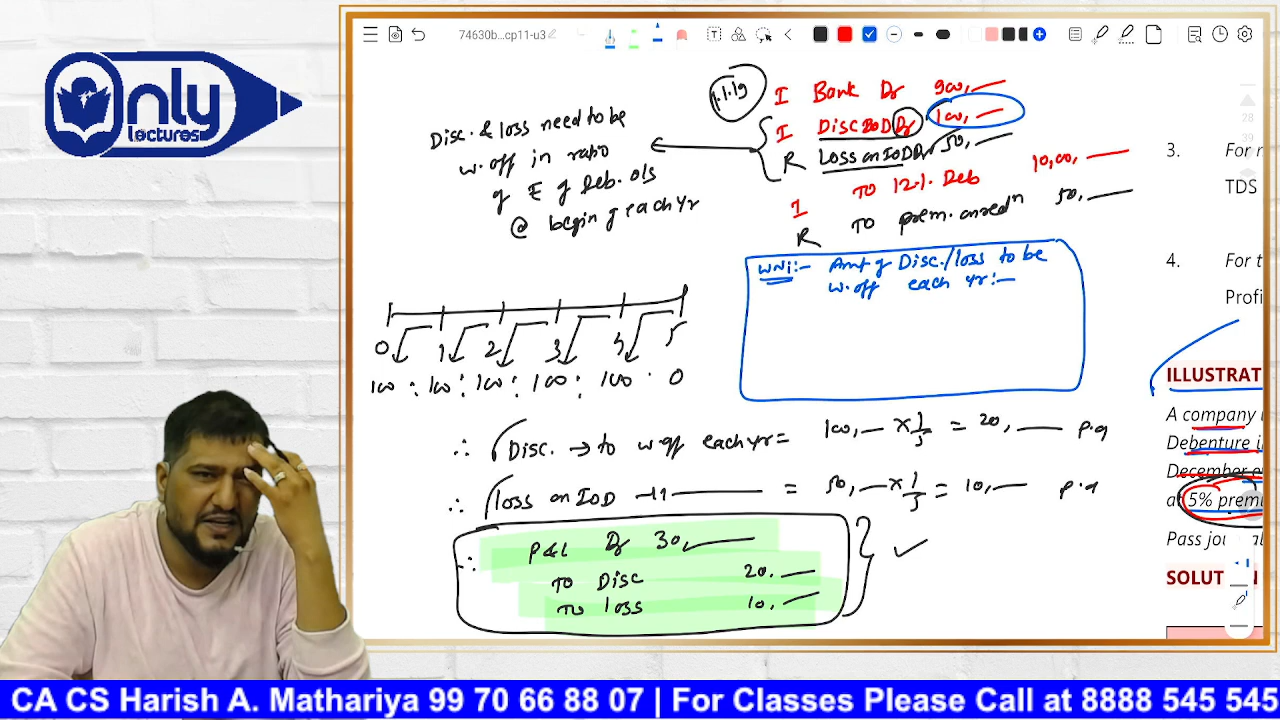 Only
lectures
74630b...cp11-u3
1.1.19
I Bank Dr 900,—
I DISC IOD Dr 100,—
R Loss on IoD Dr 50,—
I To 12% Deb 10,00,—
R To prem. on redn 50,—
Disc. & loss need to be
w.off in ratio
of E of Deb. o/s
@ begin of each Yr
WN1:- Amt of Disc./loss to be
w.off each yr:-
0 1 2 3 4 5
100 : 100 : 100 : 100 : 100 . 0
∴ Disc. → to w.off each yr = 100,— x 1/5 = 20,— p.a
∴ loss on IOD —11— = 50,— x 1/5 = 10,— p.a
∴ P&L Dr 30,—
To Disc 20,—
To loss 10,—
3. For
TDS
4. For t
Profi
ILLUSTRAT
A company
Debenture i
December
at 5% prem
Pass jou
SOLUTION
28
39
CA CS Harish A. Mathariya 99 70 66 88 07 | For Classes Please Call at 8888 545 545